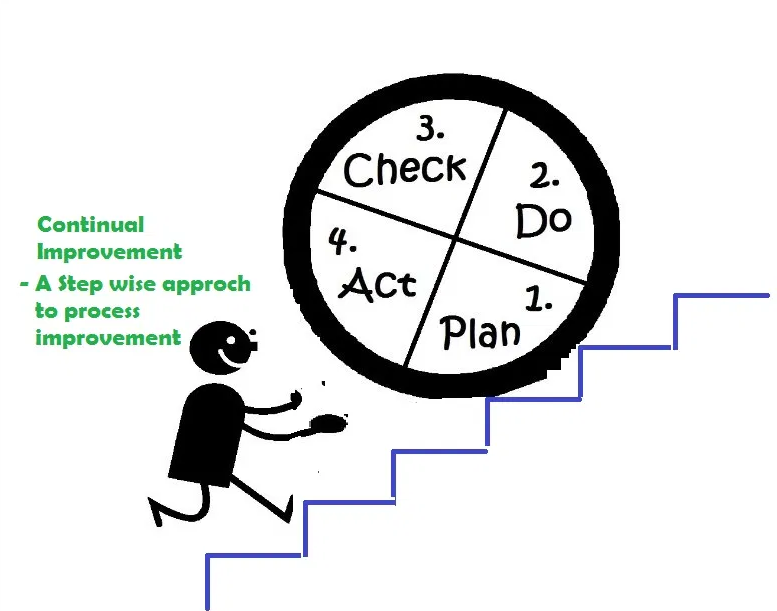 Continual
Improvement
- A Step wise approch
to process
improvement
3.
Check
2.
Do
4.
Act
1.
Plan